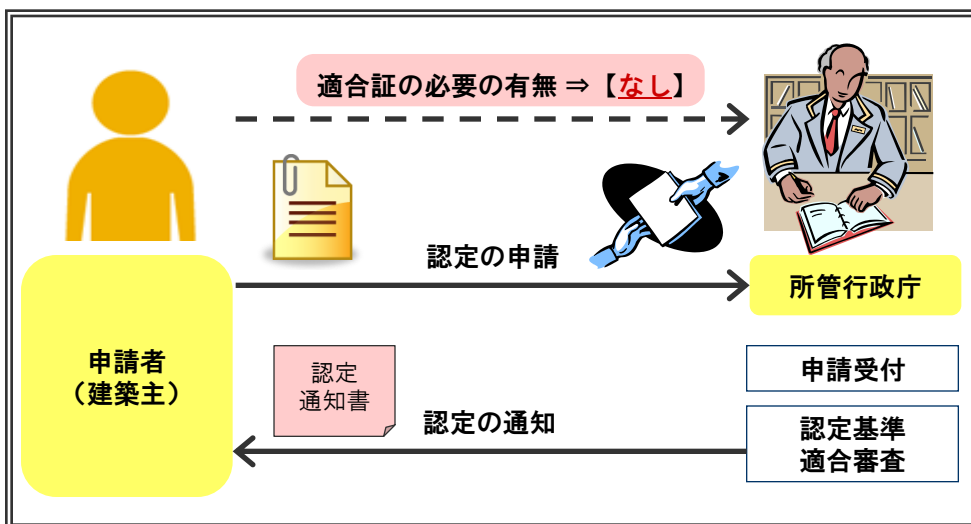 適合証の必要の有無 ⇒ 【なし】
認定の申請
所管行政庁
申請者
（建築主）
認定
通知書
認定の通知
申請受付
認定基準
適合審査